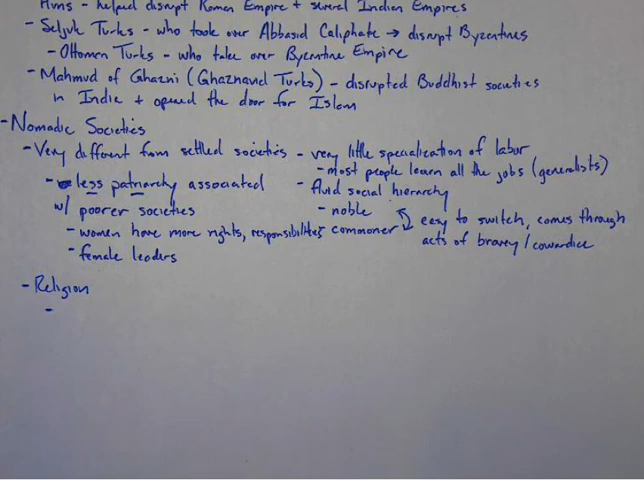 Huns - helped disrupt Roman Empire + several Indian Empires
- Seljuk Turks - who took over Abbasid Caliphate → disrupt Byzantines
- Ottoman Turks - who take over Byzantine Empire
- Mahmud of Ghazni (Ghaznavid Turks) - disrupted Buddhist societies
in India + opened the door for Islam
- Nomadic Societies
- Very different from settled societies
- less patriarchy associated
w/ poorer societies
- women have more rights, responsibilities
- female leaders
- very little specialization of labor
- most people learn all the jobs (generalists)
- fluid social hierarchy
- noble
commoner
easy to switch, comes through
acts of bravery/cowardice
- Religion
-